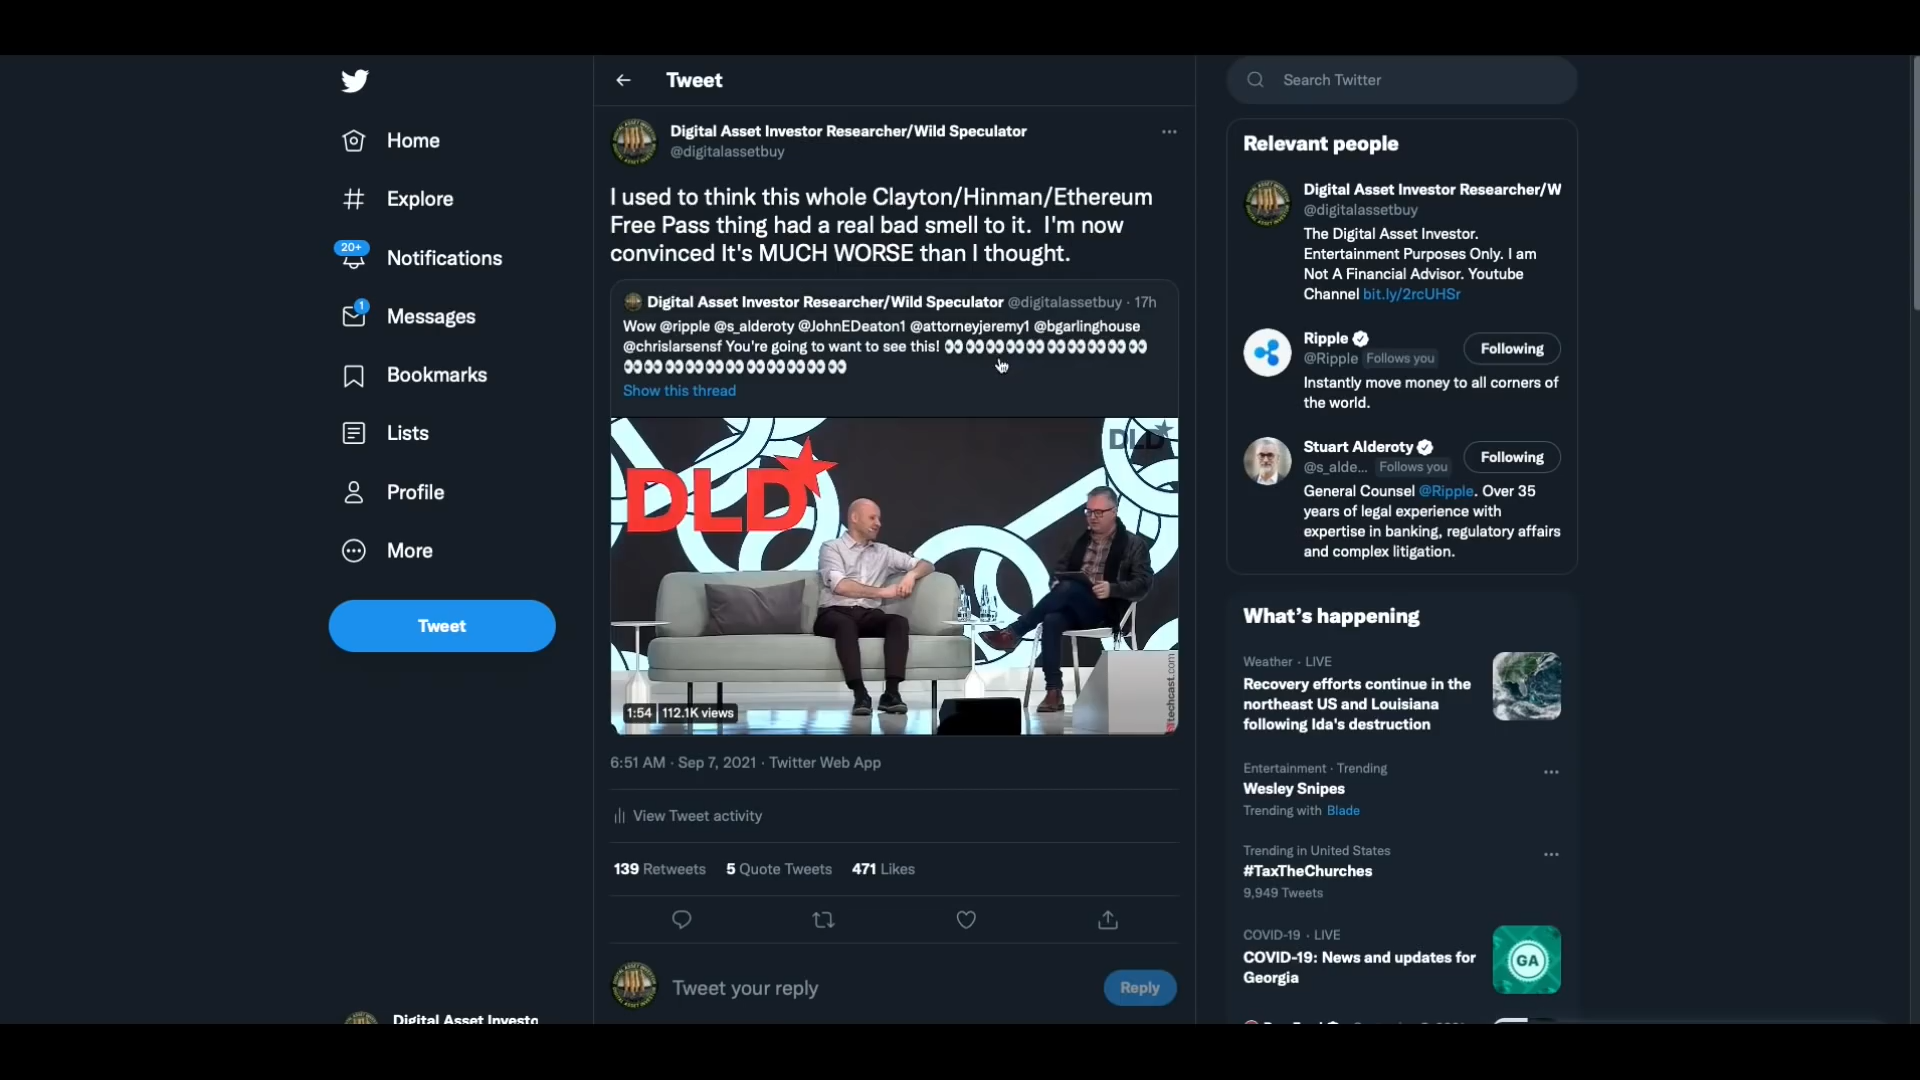 Tweet
Search Twitter
Home
Explore
20+
Notifications
1
Messages
Bookmarks
Lists
Profile
More
Tweet
Digital Asset Investor Researcher/Wild Speculator
@digitalassetbuy
I used to think this whole Clayton/Hinman/Ethereum
Free Pass thing had a real bad smell to it.  I'm now
convinced It's MUCH WORSE than I thought.
Digital Asset Investor Researcher/Wild Speculator @digitalassetbuy · 17h
Wow @ripple @s_alderoty @JohnEDeaton1 @attorneyjeremy1 @bgarlinghouse
@chrislarsensf You're going to want to see this! 👀👀👀👀👀👀👀👀👀👀
👀👀👀👀👀👀👀👀👀👀👀
Show this thread
DLD
DLD
techcast.com
1:54 112.1K views
6:51 AM · Sep 7, 2021 · Twitter Web App
View Tweet activity
139 Retweets 5 Quote Tweets 471 Likes
Tweet your reply
Reply
Digital Asset Investo
Relevant people
Digital Asset Investor Researcher/W
@digitalassetbuy
The Digital Asset Investor.
Entertainment Purposes Only. I am
Not A Financial Advisor. Youtube
Channel bit.ly/2rcUHSr
Ripple
@Ripple Follows you
Following
Instantly move money to all corners of
the world.
Stuart Alderoty
@s_alde... Follows you
Following
General Counsel @Ripple. Over 35
years of legal experience with
expertise in banking, regulatory affairs
and complex litigation.
What's happening
Weather · LIVE
Recovery efforts continue in the
northeast US and Louisiana
following Ida's destruction
Entertainment · Trending
Wesley Snipes
Trending with Blade
Trending in United States
#TaxTheChurches
9,949 Tweets
COVID-19 · LIVE
COVID-19: News and updates for
Georgia
GA